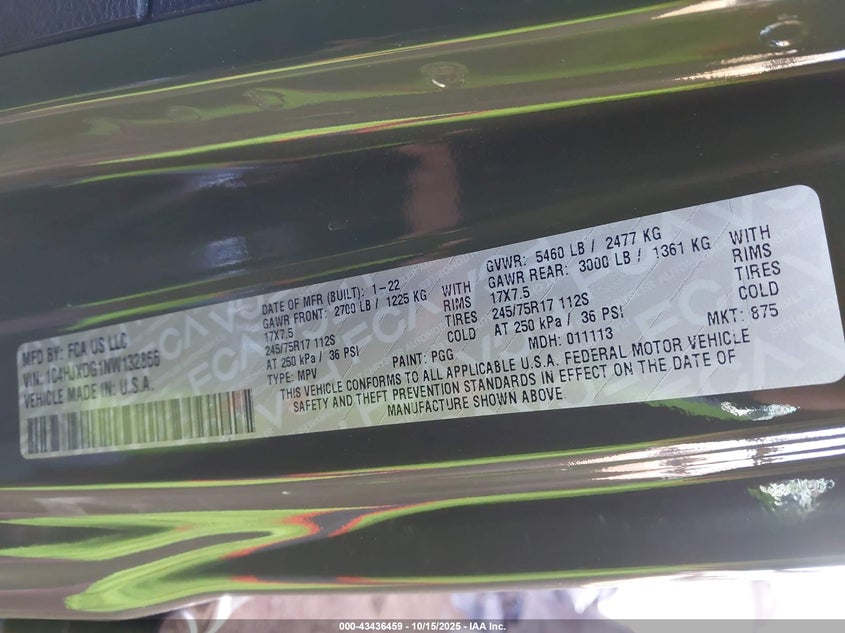 MFD BY: FCA US LLC
VIN: 1C4HJXDG1NW132855
VEHICLE MADE IN: U.S.A.
DATE OF MFR (BUILT): 1-22
GAWR FRONT: 2700 LB / 1225 KG WITH
17X7.5 RIMS
245/75R17 112S TIRES
AT 250 kPa / 36 PSI COLD
TYPE: MPV PAINT: PGG
GVWR: 5460 LB / 2477 KG
GAWR REAR: 3000 LB / 1361 KG WITH
17X7.5 RIMS
245/75R17 112S TIRES
AT 250 kPa / 36 PSI COLD
MDH: 011113 MKT: 875
THIS VEHICLE CONFORMS TO ALL APPLICABLE U.S.A. FEDERAL MOTOR VEHICLE
SAFETY AND THEFT PREVENTION STANDARDS IN EFFECT ON THE DATE OF
MANUFACTURE SHOWN ABOVE.
000-43436459 - 10/15/2025 - IAA Inc.